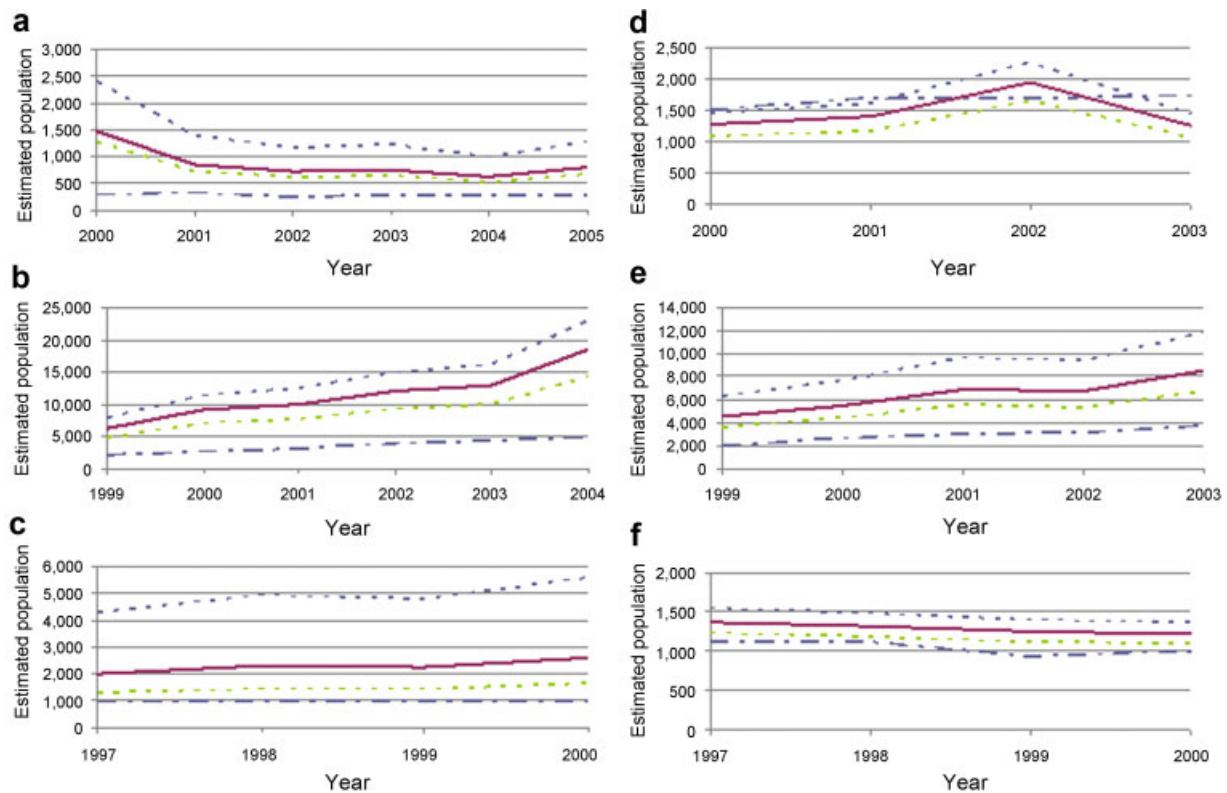 a
Estimated population
3,000
2,500
2,000
1,500
1,000
500
0
2000 2001 2002 2003 2004 2005
Year
b
Estimated population
25,000
20,000
15,000
10,000
5,000
0
1999 2000 2001 2002 2003 2004
Year
c
Estimated population
6,000
5,000
4,000
3,000
2,000
1,000
0
1997 1998 1999 2000
Year
d
Estimated population
2,500
2,000
1,500
1,000
500
0
2000 2001 2002 2003
Year
e
Estimated population
14,000
12,000
10,000
8,000
6,000
4,000
2,000
0
1999 2000 2001 2002 2003
Year
f
Estimated population
2,000
1,500
1,000
500
0
1997 1998 1999 2000
Year